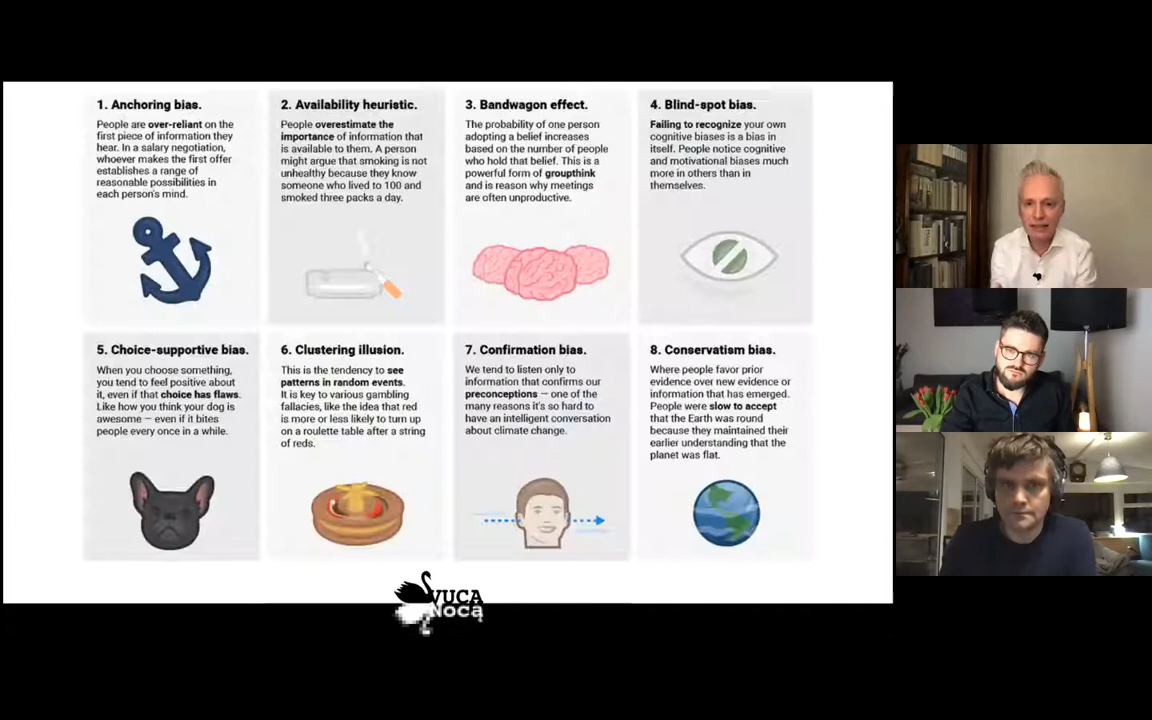 1. Anchoring bias.
People are over-reliant on the
first piece of information they
hear. In a salary negotiation,
whoever makes the first offer
establishes a range of
reasonable possibilities in
each person's mind.
2. Availability heuristic.
People overestimate the
importance of information that
is available to them. A person
might argue that smoking is not
unhealthy because they know
someone who lived to 100 and
smoked three packs a day.
3. Bandwagon effect.
The probability of one person
adopting a belief increases
based on the number of people
who hold that belief. This is a
powerful form of groupthink
and is reason why meetings
are often unproductive.
4. Blind-spot bias.
Failing to recognize your own
cognitive biases is a bias in
itself. People notice cognitive
and motivational biases much
more in others than in
themselves.
5. Choice-supportive bias.
When you choose something,
you tend to feel positive about
it, even if that choice has flaws.
Like how you think your dog is
awesome — even if it bites
people every once in a while.
6. Clustering illusion.
This is the tendency to see
patterns in random events.
It is key to various gambling
fallacies, like the idea that red
is more or less likely to turn up
on a roulette table after a string
of reds.
7. Confirmation bias.
We tend to listen only to
information that confirms our
preconceptions — one of the
many reasons it's so hard to
have an intelligent conversation
about climate change.
8. Conservatism bias.
Where people favor prior
evidence over new evidence or
information that has emerged.
People were slow to accept
that the Earth was round
because they maintained their
earlier understanding that the
planet was flat.
VUCA
Nocą